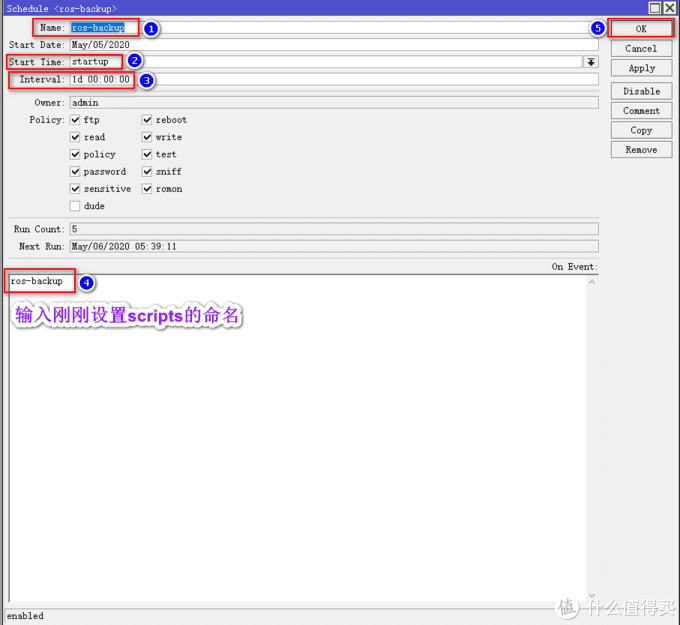 Schedule <ros-backup>
Name: ros-backup 1
5 OK
Start Date: May/05/2020
Cancel
Start Time: startup 2
Apply
Interval: 1d 00:00:00 3
Disable
Owner: admin
Comment
Policy: ftp reboot
Copy
read write
Remove
policy test
password sniff
sensitive romon
dude
Run Count: 5
Next Run: May/06/2020 05:39:11
On Event:
ros-backup 4
输入刚刚设置scripts的命名
值 什么值得买
enabled